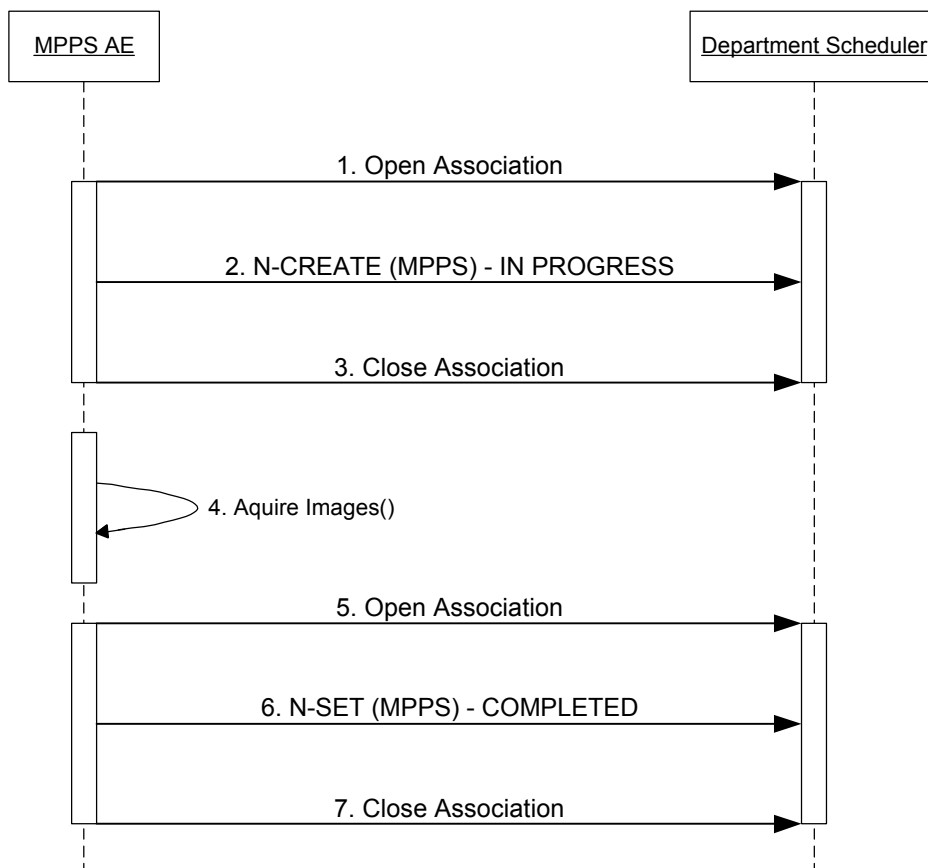 MPPS AE
Department Scheduler
1. Open Association
2. N-CREATE (MPPS) - IN PROGRESS
3. Close Association
4. Aquire Images()
5. Open Association
6. N-SET (MPPS) - COMPLETED
7. Close Association